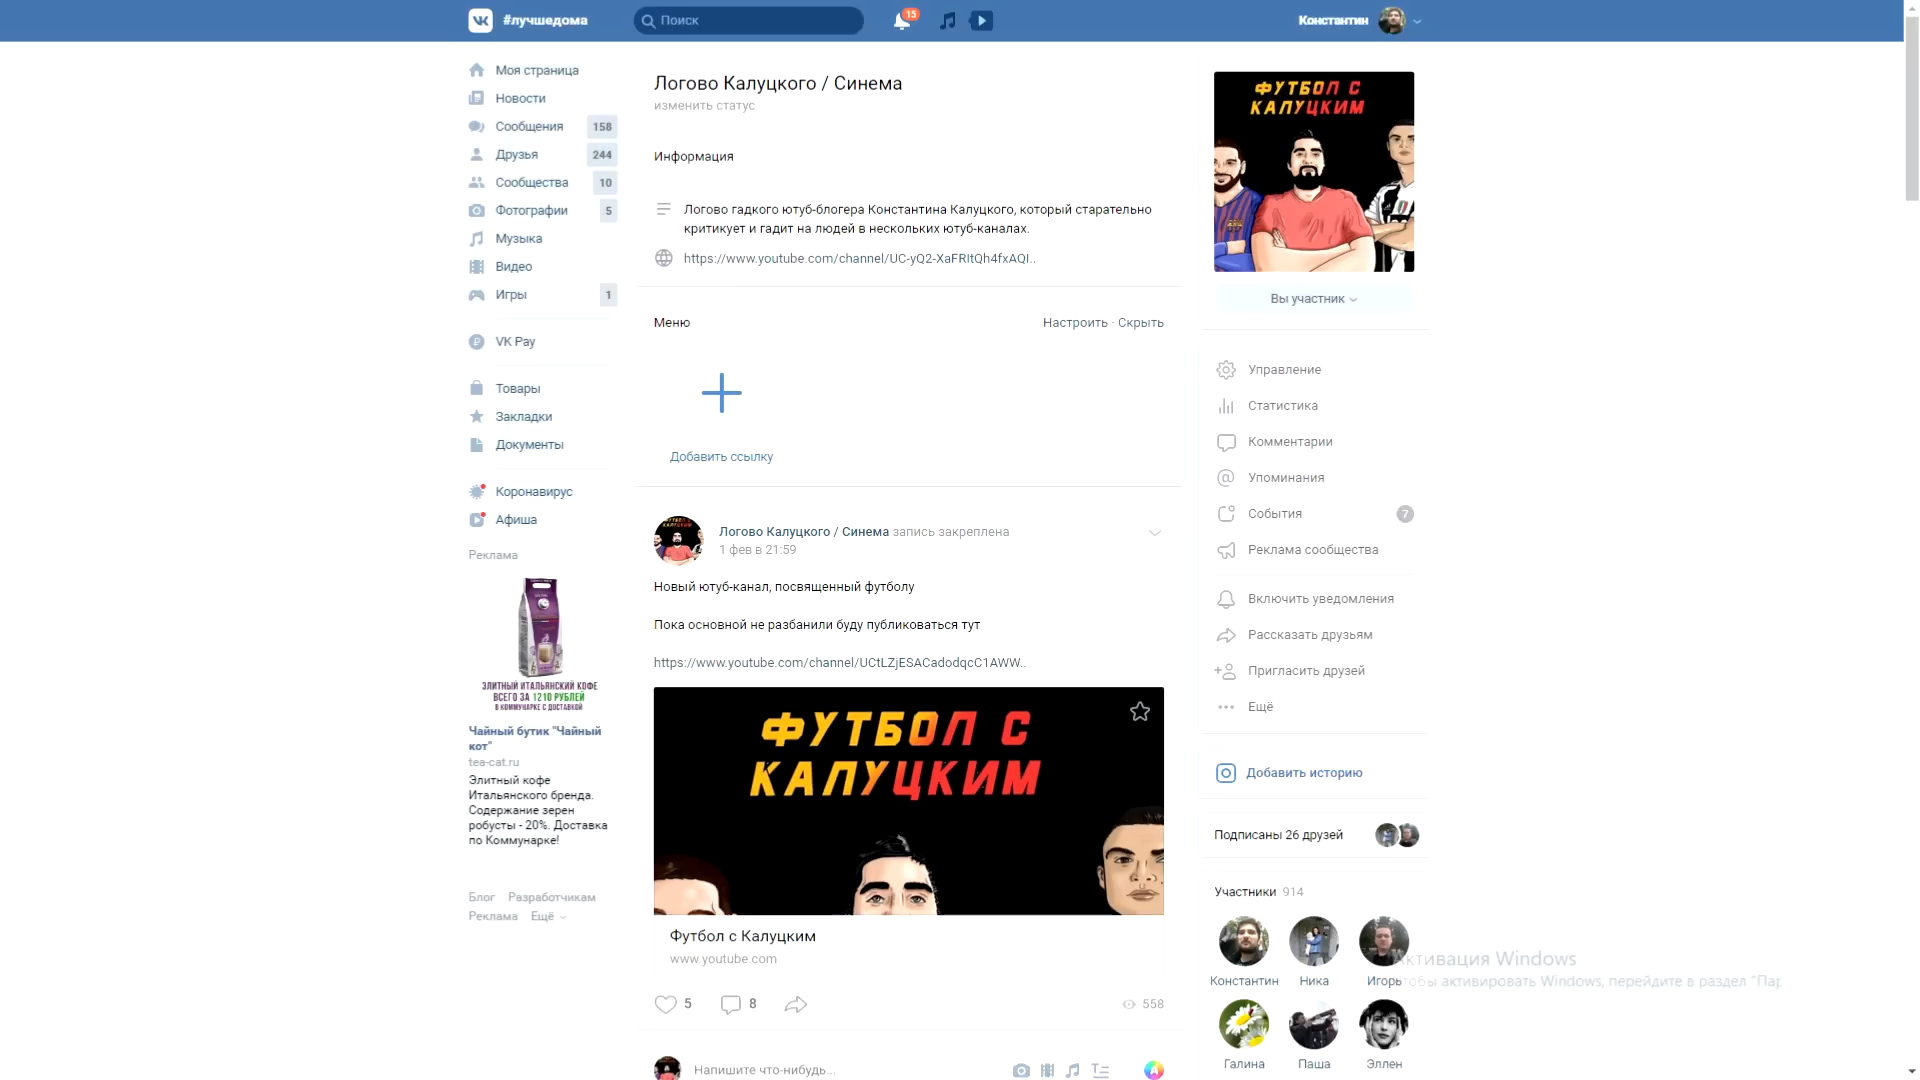 #лучшедома
Поиск
15
Константин
Моя страница
Новости
Сообщения 158
Друзья 244
Сообщества 10
Фотографии 5
Музыка
Видео
Игры 1
VK Pay
Товары
Закладки
Документы
Коронавирус
Афиша
Реклама
ЭЛИТНЫЙ ИТАЛЬЯНСКИЙ КОФЕ
ВСЕГО ЗА 1210 РУБЛЕЙ
В КОММУНАРКЕ С ДОСТАВКОЙ
Чайный бутик "Чайный
кот"
tea-cat.ru
Элитный кофе
Итальянского бренда.
Содержание зерен
робусты - 20%. Доставка
по Коммунарке!
Блог Разработчикам
Реклама Ещё
Логово Калуцкого / Синема
изменить статус
Информация
Логово гадкого ютуб-блогера Константина Калуцкого, который старательно
критикует и гадит на людей в нескольких ютуб-каналах.
https://www.youtube.com/channel/UC-yQ2-XaFRItQh4fxAQI..
Меню
Настроить · Скрыть
Добавить ссылку
Логово Калуцкого / Синема запись закреплена
1 фев в 21:59
Новый ютуб-канал, посвященный футболу
Пока основной не разбанили буду публиковаться тут
https://www.youtube.com/channel/UCtLZjESACadodqcC1AWW..
ФУТБОЛ С
КАЛУЦКИМ
Футбол с Калуцким
www.youtube.com
5 8
558
Напишите что-нибудь...
ФУТБОЛ С
КАЛУЦКИМ
Вы участник
Управление
Статистика
Комментарии
Упоминания
События 7
Реклама сообщества
Включить уведомления
Рассказать друзьям
Пригласить друзей
Ещё
Добавить историю
Подписаны 26 друзей
Участники 914
Константин Ника Игорь
Галина Паша Эллен
Активация Windows
Чтобы активировать Windows, перейдите в раздел "Пар